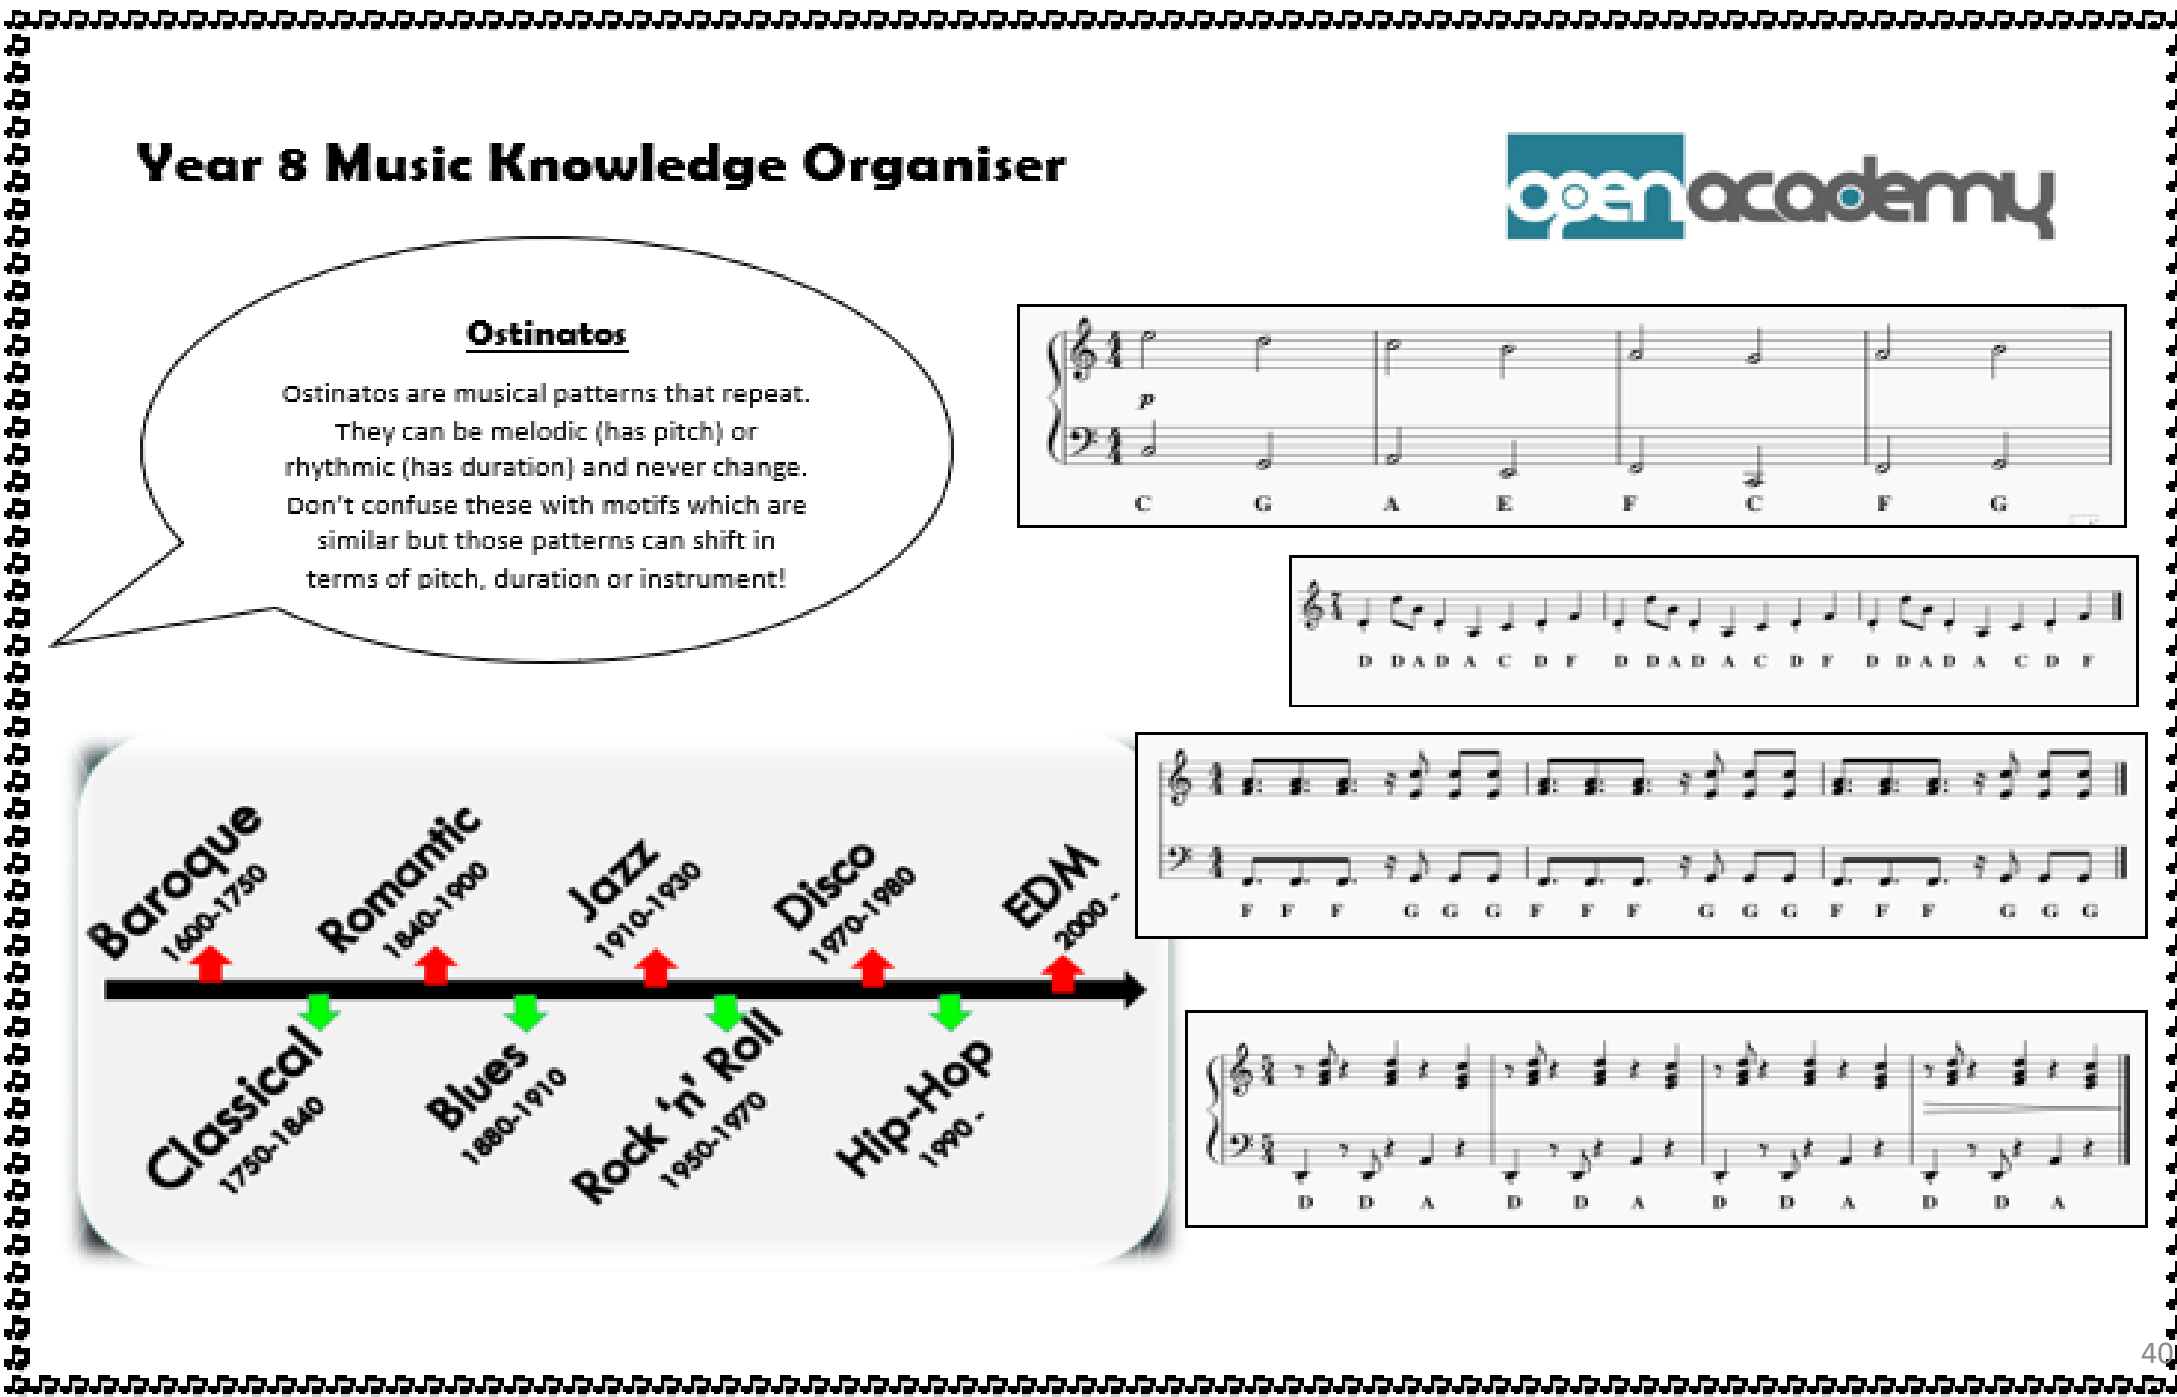 Year 8 Music Knowledge Organiser
openacademy
Ostinatos
Ostinatos are musical patterns that repeat.
They can be melodic (has pitch) or
rhythmic (has duration) and never change.
Don't confuse these with motifs which are
similar but those patterns can shift in
terms of pitch, duration or instrument!
p
C G A E F C F G
D D A D A C D F D D A D A C D F D D A D A C D F
F F F G G G F F F G G G F F F G G G
D D A D D A D D A D D A
Baroque
1600-1750
Romantic
1840-1900
Jazz
1910-1930
Disco
1970-1980
EDM
2000 -
Classical
1750-1840
Blues
1880-1910
Rock 'n' Roll
1950-1970
Hip-Hop
1990 -
40